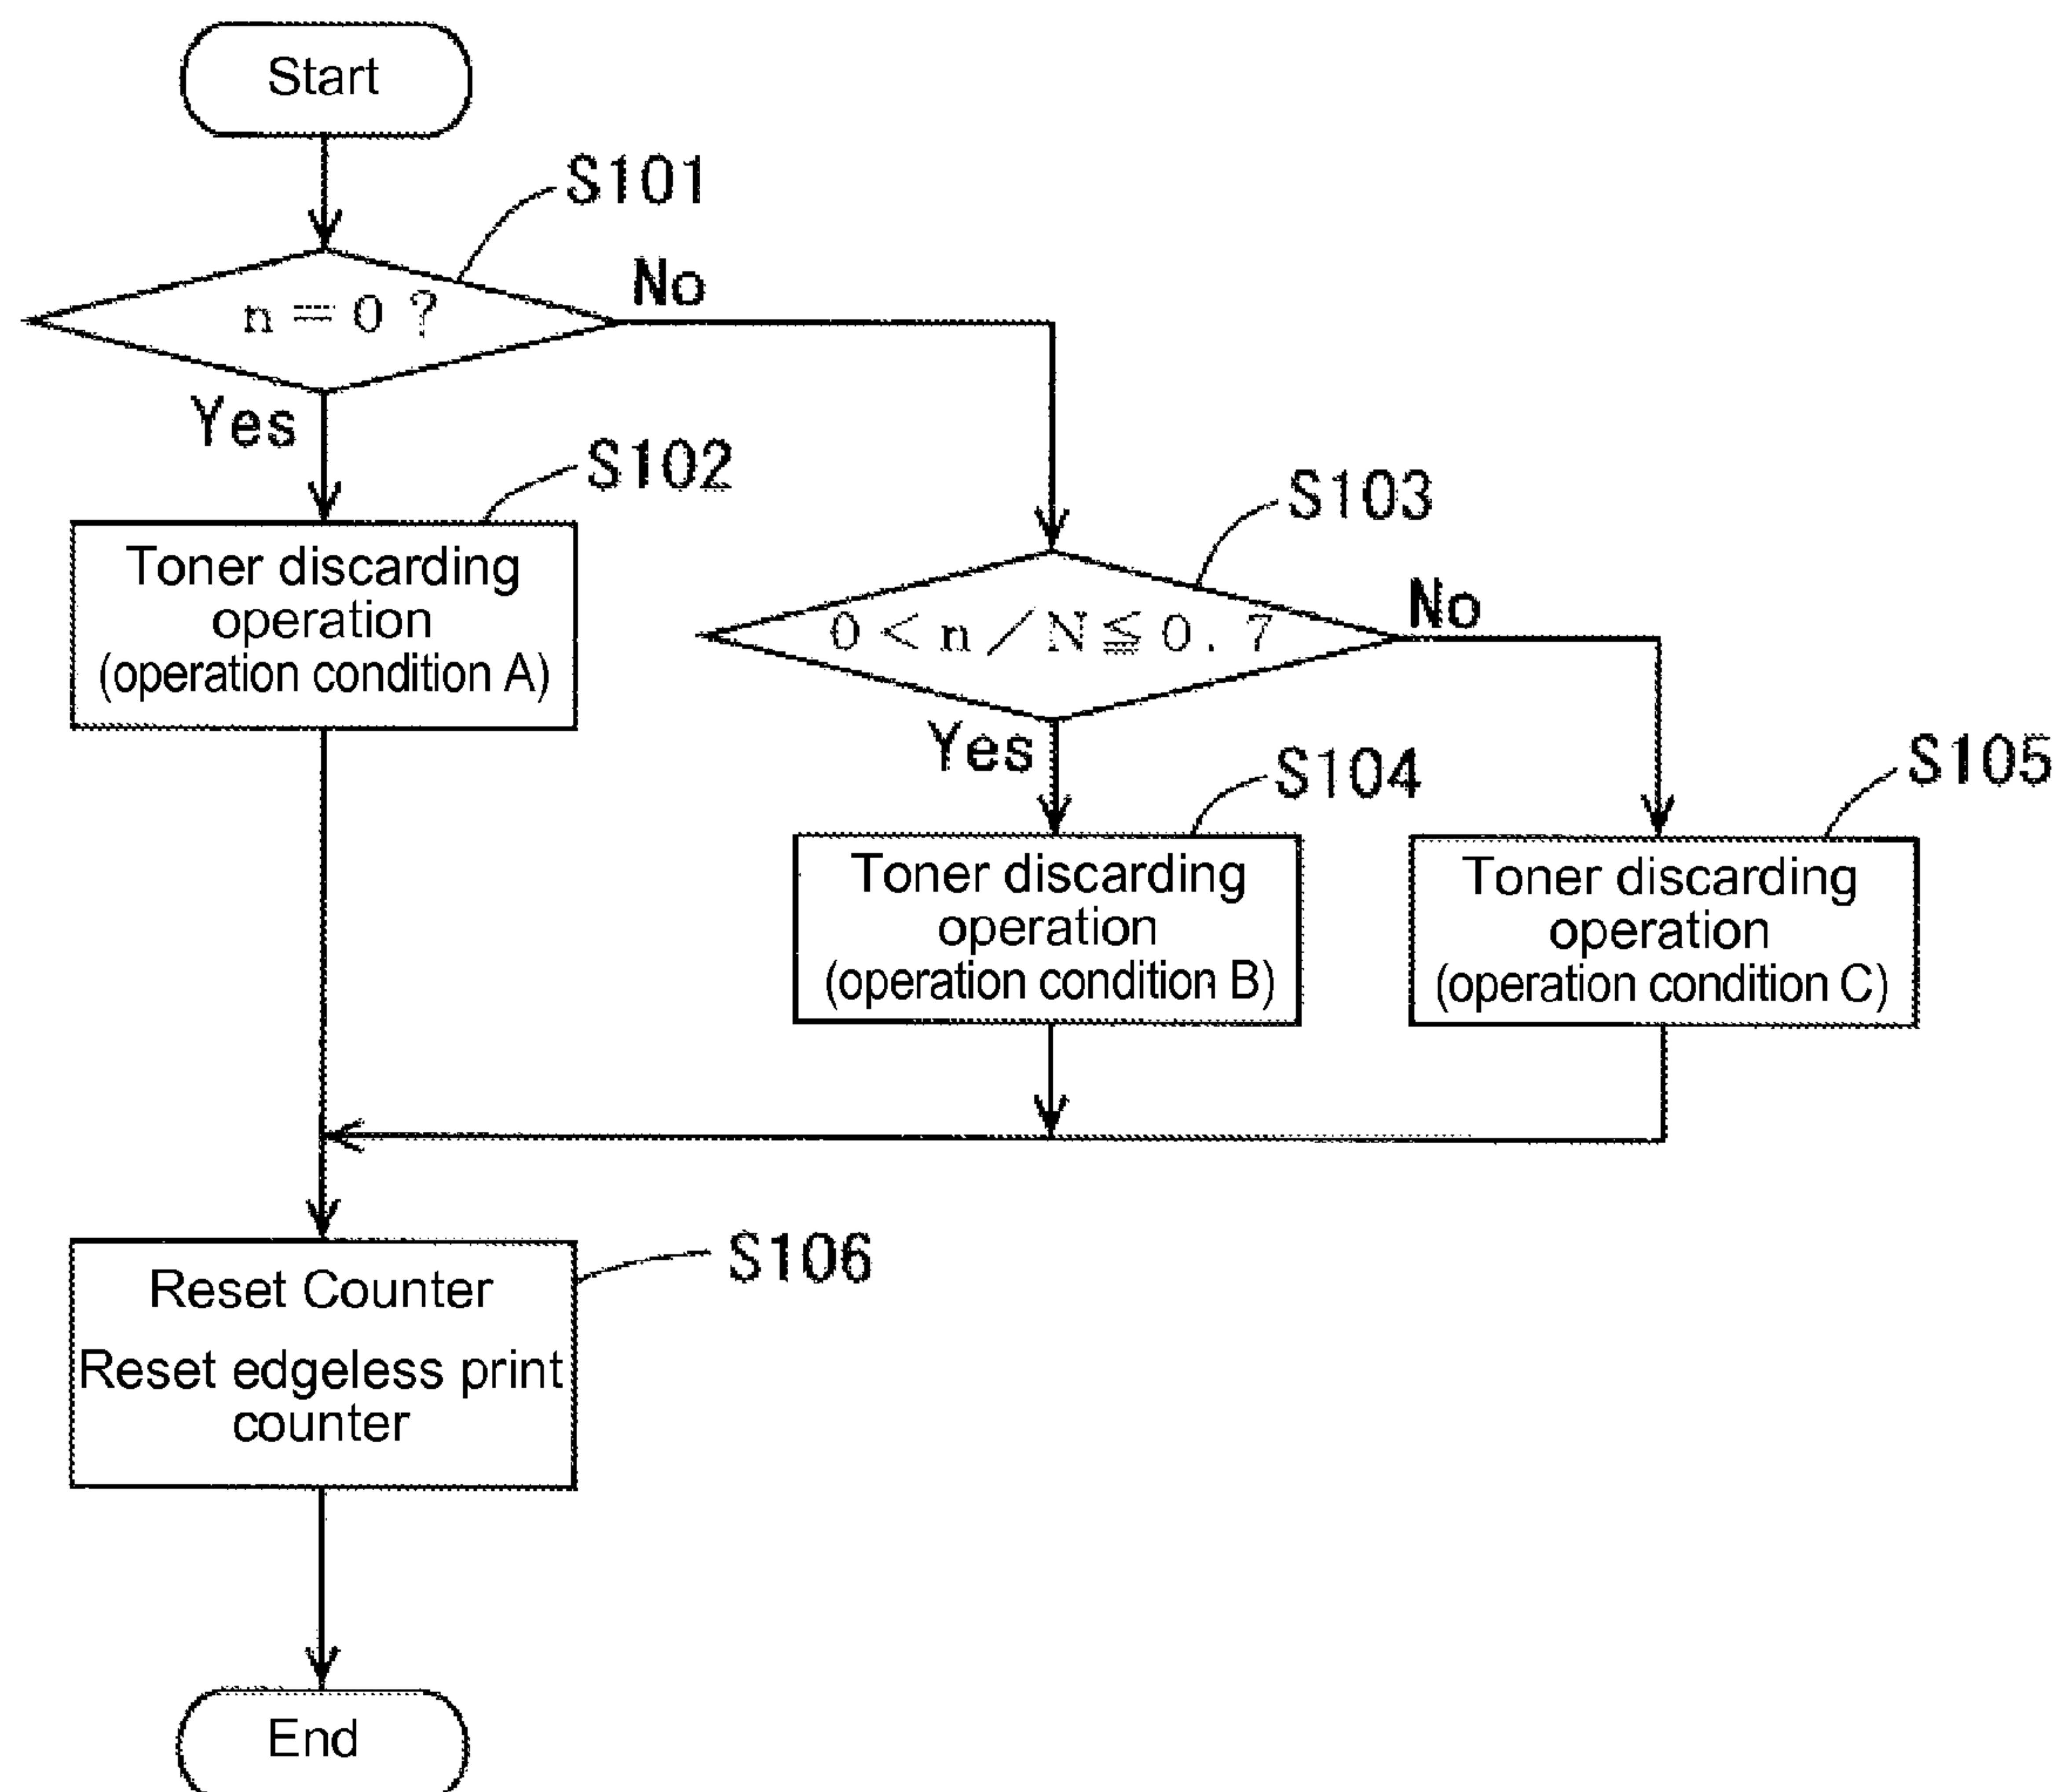 Start
S101
n=0?
No
Yes
S102
Toner discarding
operation
(operation condition A)
S103
0<n/N≦0.7
No
Yes
S104
Toner discarding
operation
(operation condition B)
S105
Toner discarding
operation
(operation condition C)
S106
Reset Counter
Reset edgeless print
counter
End